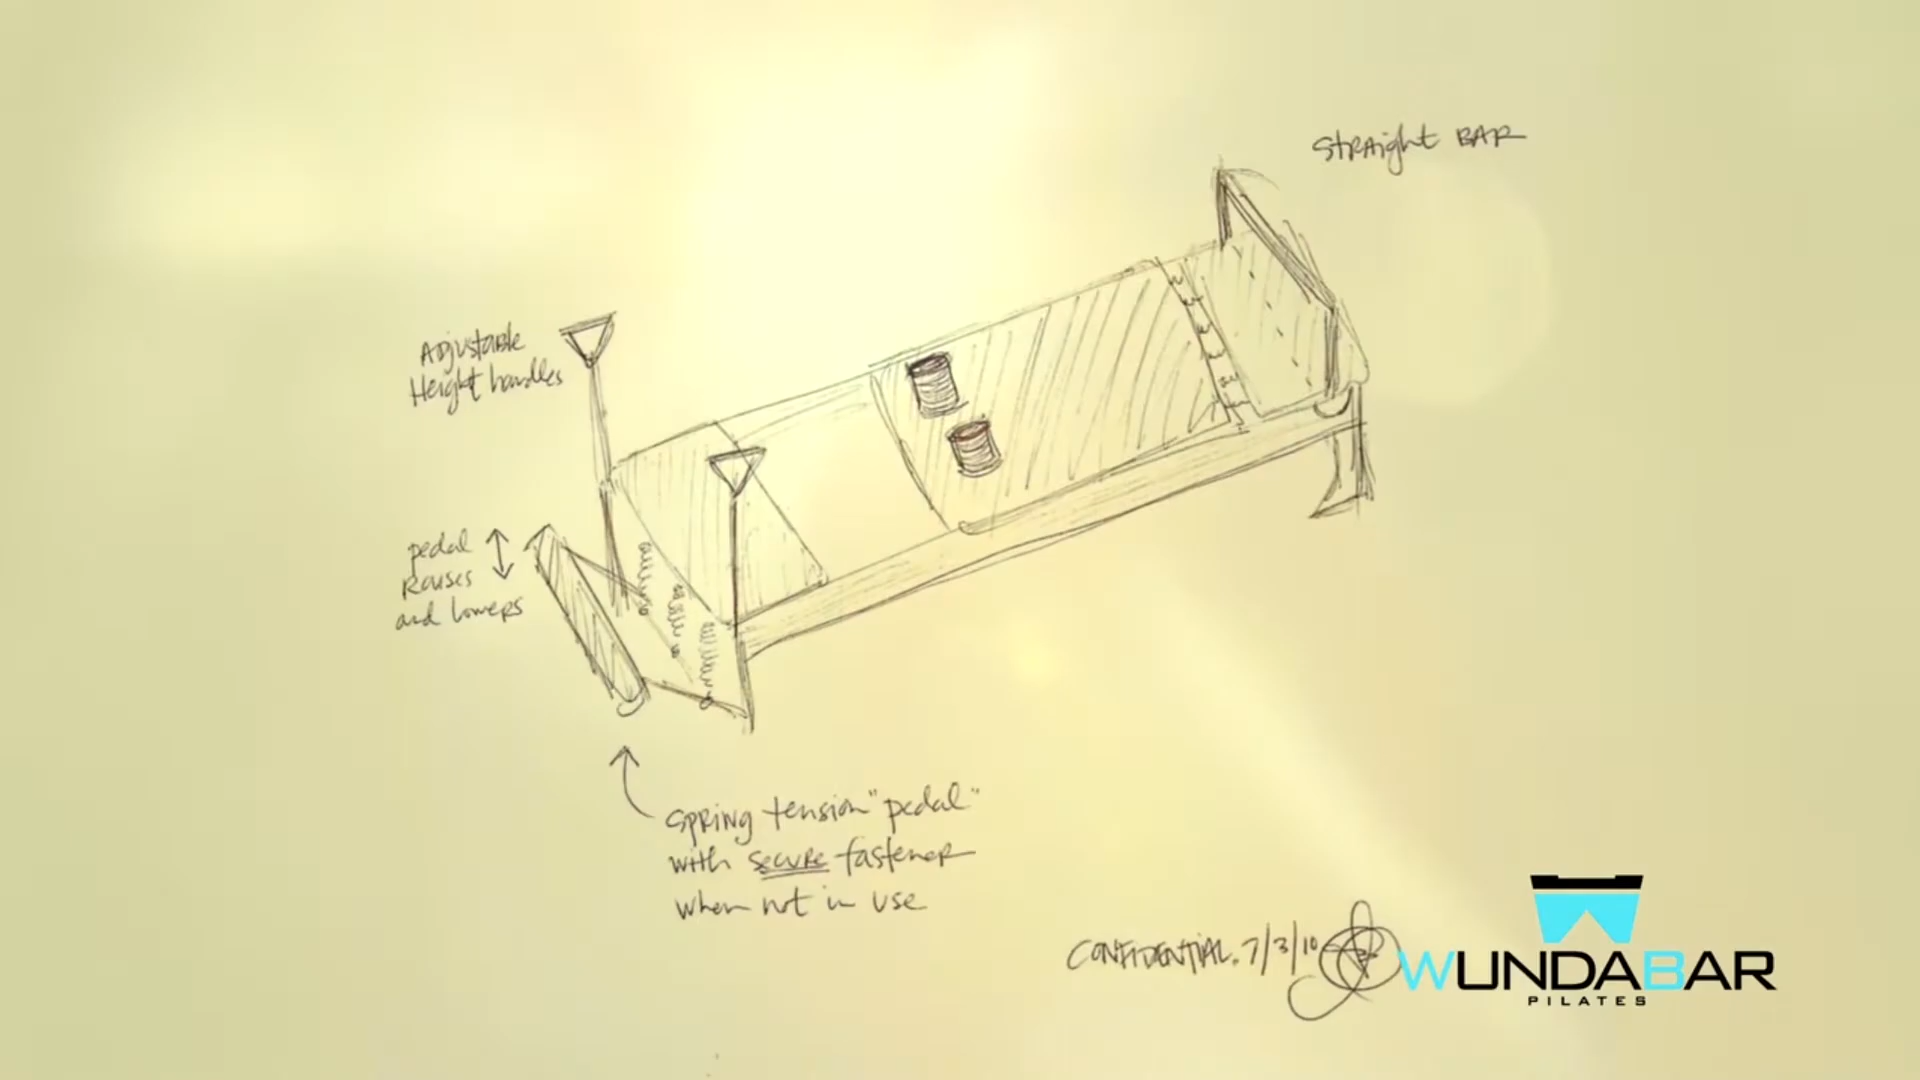 STRAIGHT BAR
Adjustable
Height handles
pedal
Raises
and lowers
SPRING tension "pedal"
with secure fastener
when not in use
CONFIDENTIAL. 7/3/10
WUNDABAR
PILATES